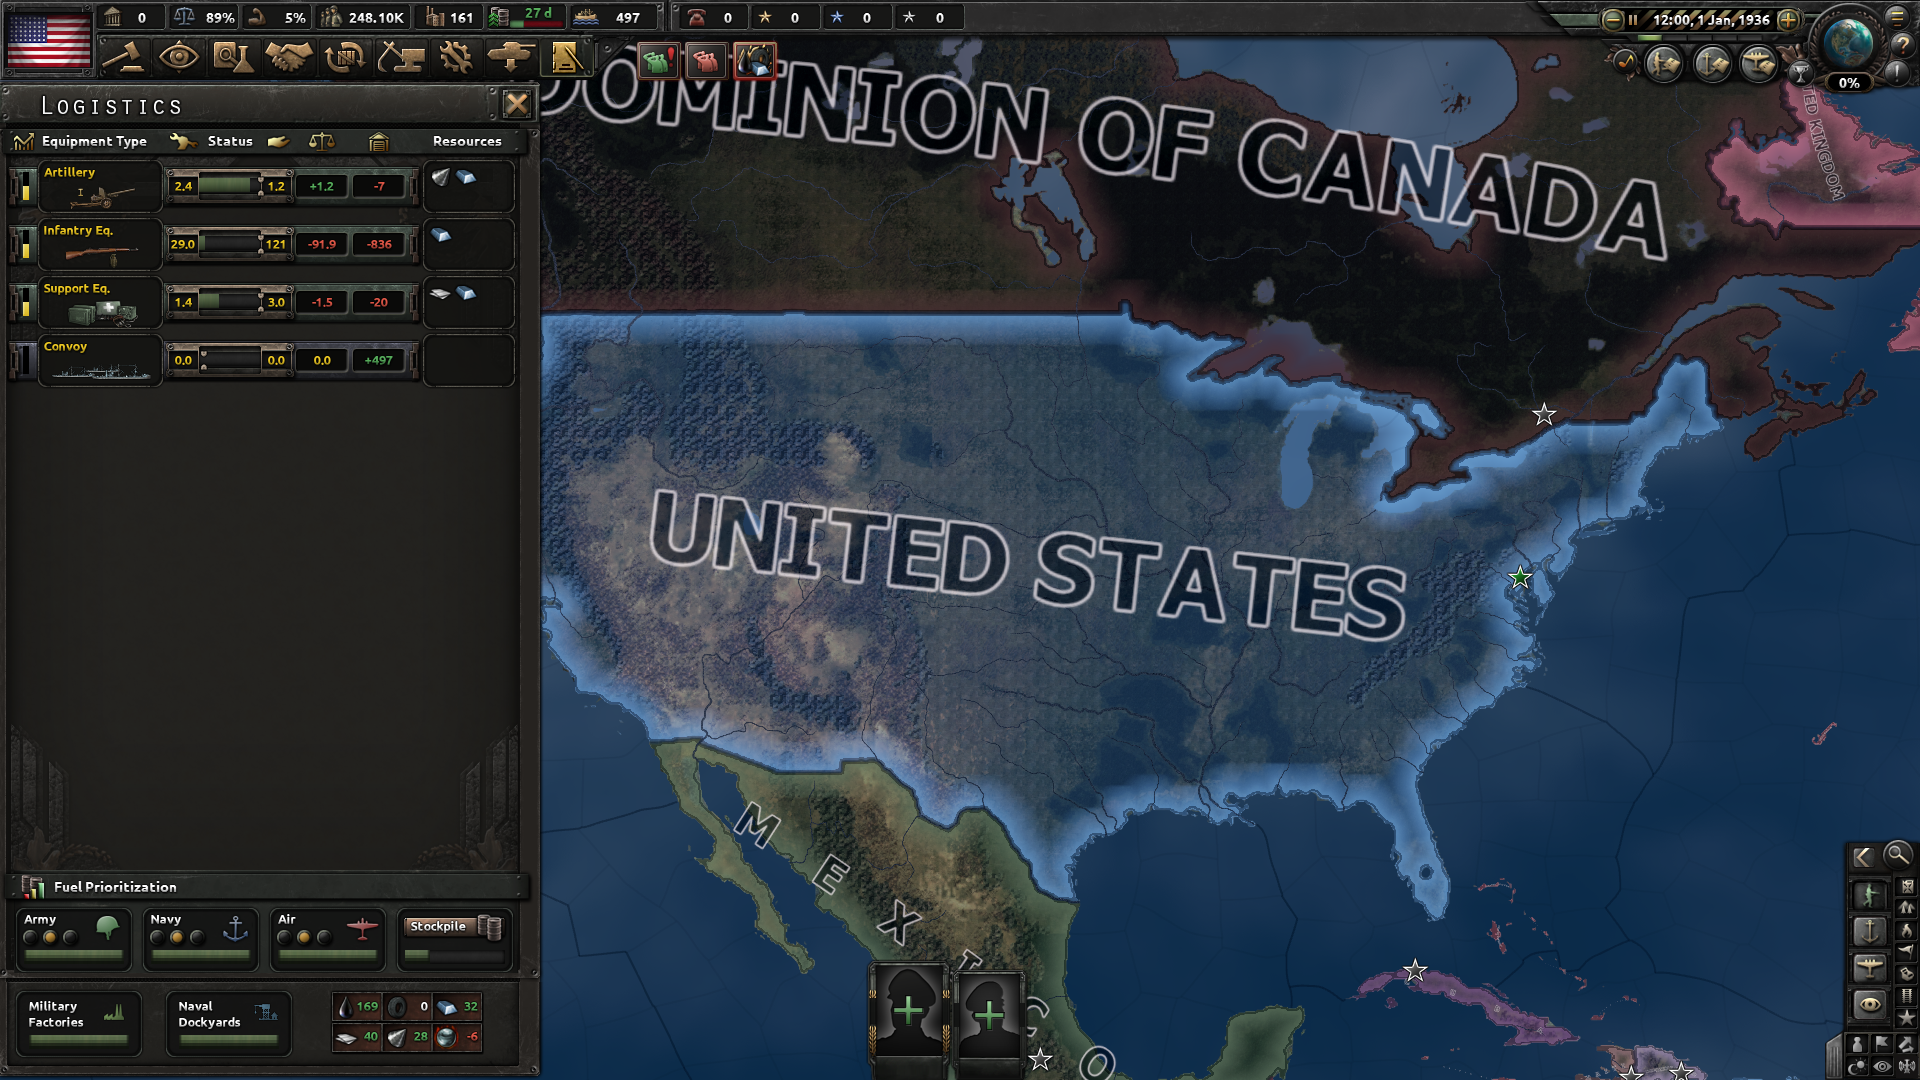 0 89% 5% 248.10K 161 27 d 497 0 0 0 0
12:00, 1 Jan, 1936
0%
LOGISTICS
Equipment Type Status Resources
Artillery
2.4 1.2 +1.2 -7
Infantry Eq.
29.0 121 -91.9 -836
Support Eq.
1.4 3.0 -1.5 -20
Convoy
0.0 0.0 0.0 +497
Fuel Prioritization
Army Navy Air Stockpile
Military Factories
Naval Dockyards
169 0 32
40 28 -6
DOMINION OF CANADA
UNITED KINGDOM
UNITED STATES
MEXICO